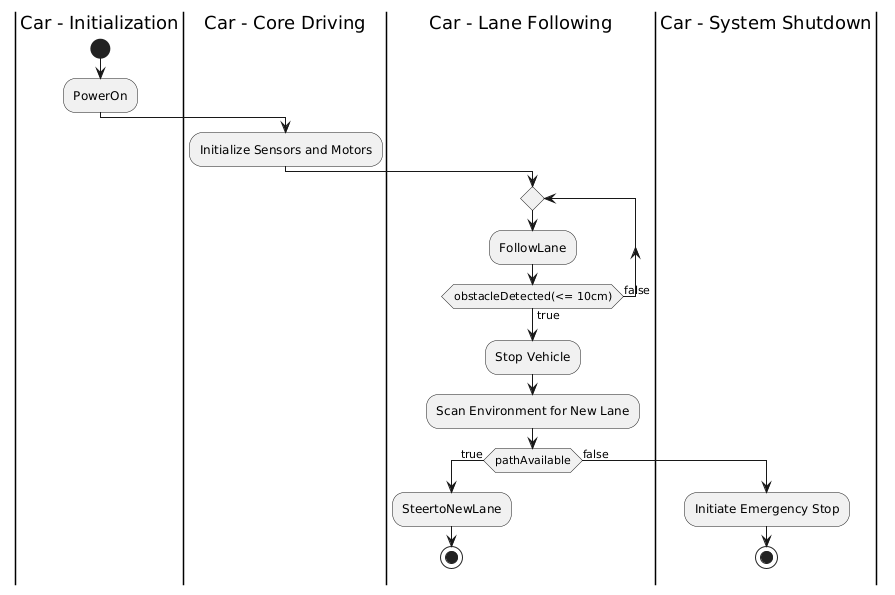 Car - Initialization
Car - Core Driving
Car - Lane Following
Car - System Shutdown
PowerOn
Initialize Sensors and Motors
FollowLane
obstacleDetected(<= 10cm)
false
true
Stop Vehicle
Scan Environment for New Lane
true
pathAvailable
false
SteertoNewLane
Initiate Emergency Stop